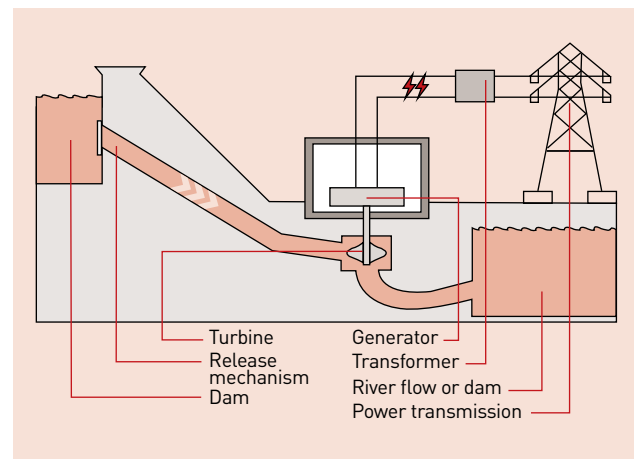 Turbine
Release
mechanism
Dam
Generator
Transformer
River flow or dam
Power transmission